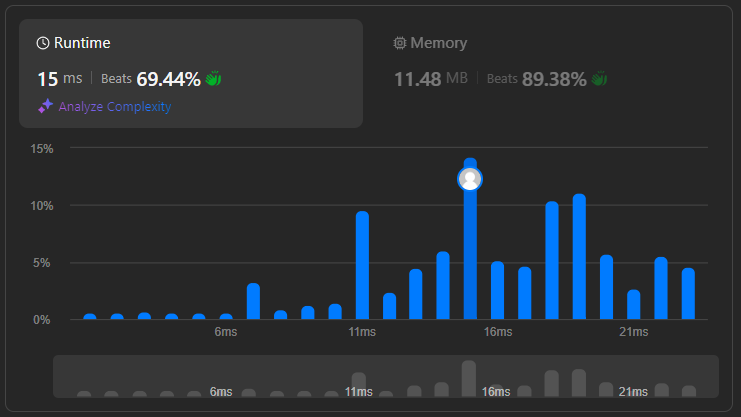 Runtime
Memory
15 ms | Beats 69.44%
11.48 MB | Beats 89.38%
Analyze Complexity
15%
10%
5%
0%
6ms 11ms 16ms 21ms
6ms 11ms 16ms 21ms